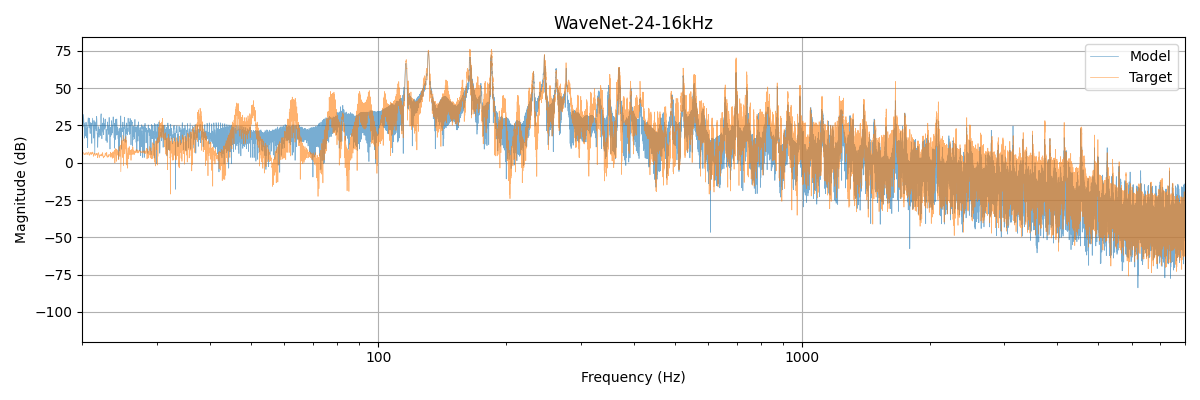 WaveNet-24-16kHz
Magnitude (dB)
75
50
25
0
−25
−50
−75
−100
Model
Target
100
1000
Frequency (Hz)